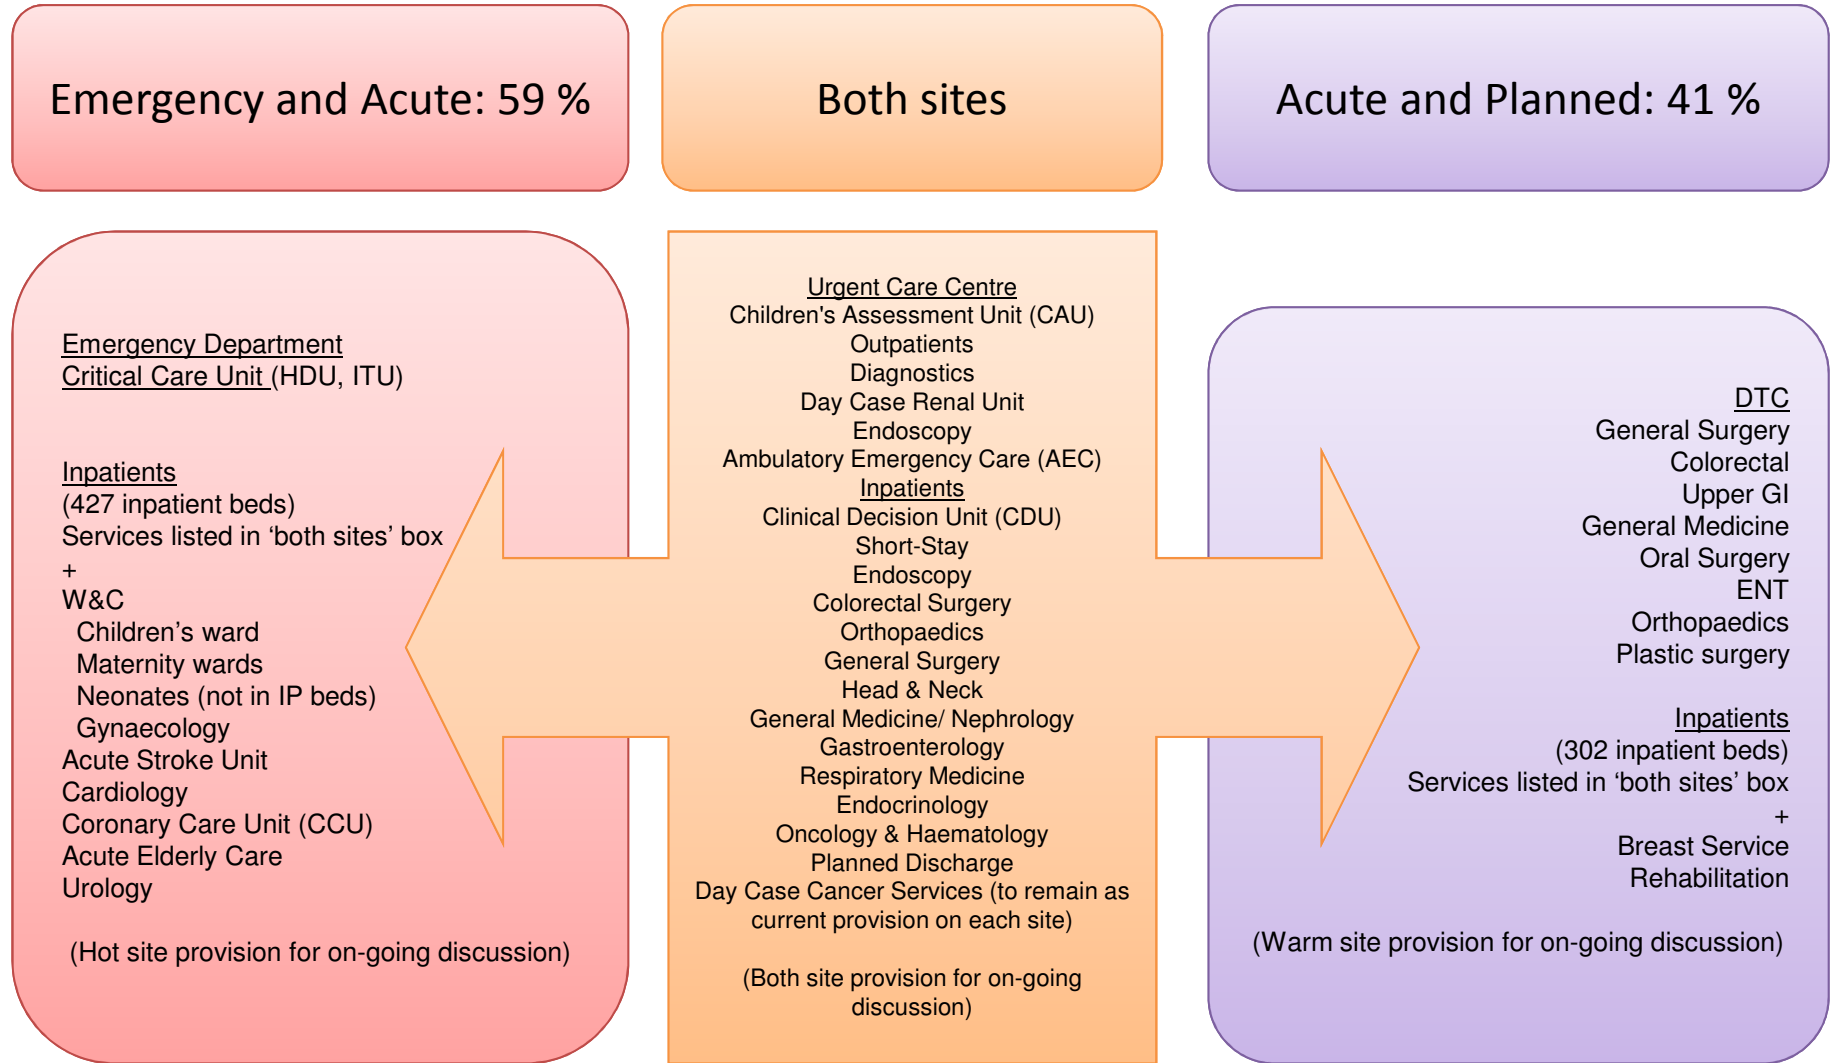 Emergency and Acute: 59 %
Both sites
Acute and Planned: 41 %
Emergency Department
Critical Care Unit (HDU, ITU)
Inpatients
(427 inpatient beds)
Services listed in ‘both sites’ box
+
W&C
Children’s ward
Maternity wards
Neonates (not in IP beds)
Gynaecology
Acute Stroke Unit
Cardiology
Coronary Care Unit (CCU)
Acute Elderly Care
Urology
(Hot site provision for on-going discussion)
Urgent Care Centre
Children's Assessment Unit (CAU)
Outpatients
Diagnostics
Day Case Renal Unit
Endoscopy
Ambulatory Emergency Care (AEC)
Inpatients
Clinical Decision Unit (CDU)
Short-Stay
Endoscopy
Colorectal Surgery
Orthopaedics
General Surgery
Head & Neck
General Medicine/ Nephrology
Gastroenterology
Respiratory Medicine
Endocrinology
Oncology & Haematology
Planned Discharge
Day Case Cancer Services (to remain as
current provision on each site)
(Both site provision for on-going
discussion)
DTC
General Surgery
Colorectal
Upper GI
General Medicine
Oral Surgery
ENT
Orthopaedics
Plastic surgery
Inpatients
(302 inpatient beds)
Services listed in ‘both sites’ box
+
Breast Service
Rehabilitation
(Warm site provision for on-going discussion)